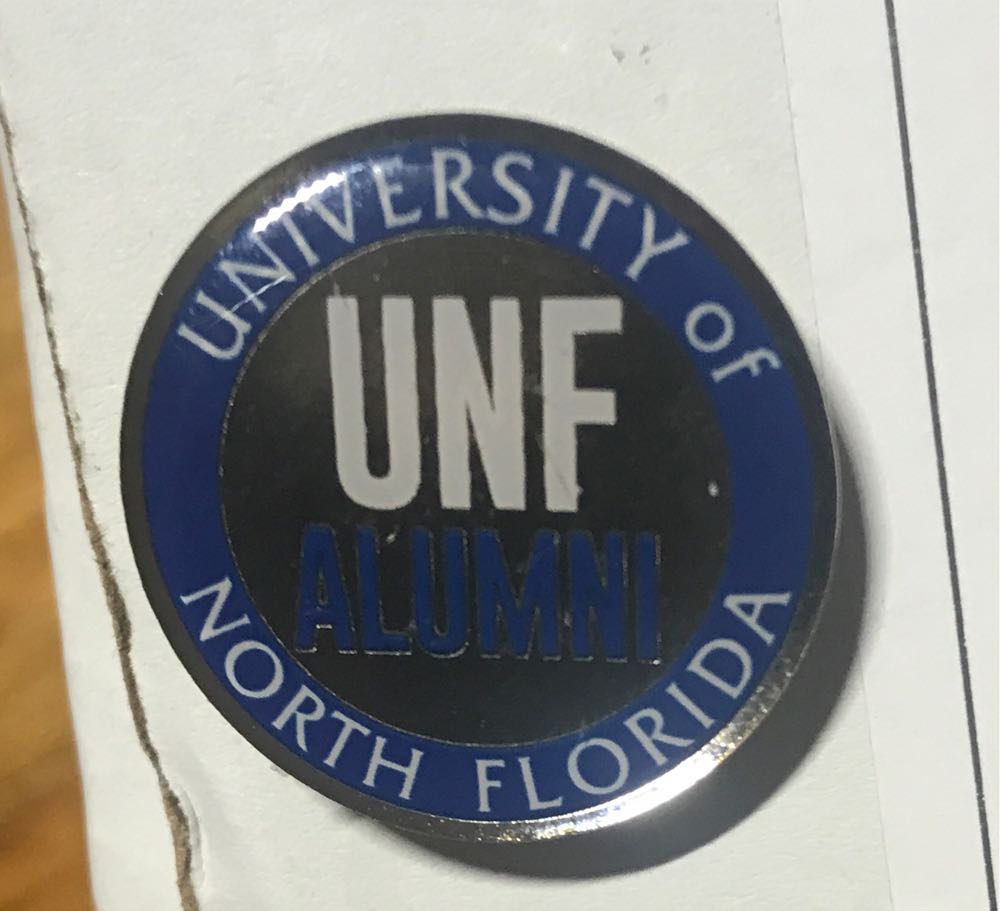 UNIVERSITY of
UNF
ALUMNI
NORTH FLORIDA